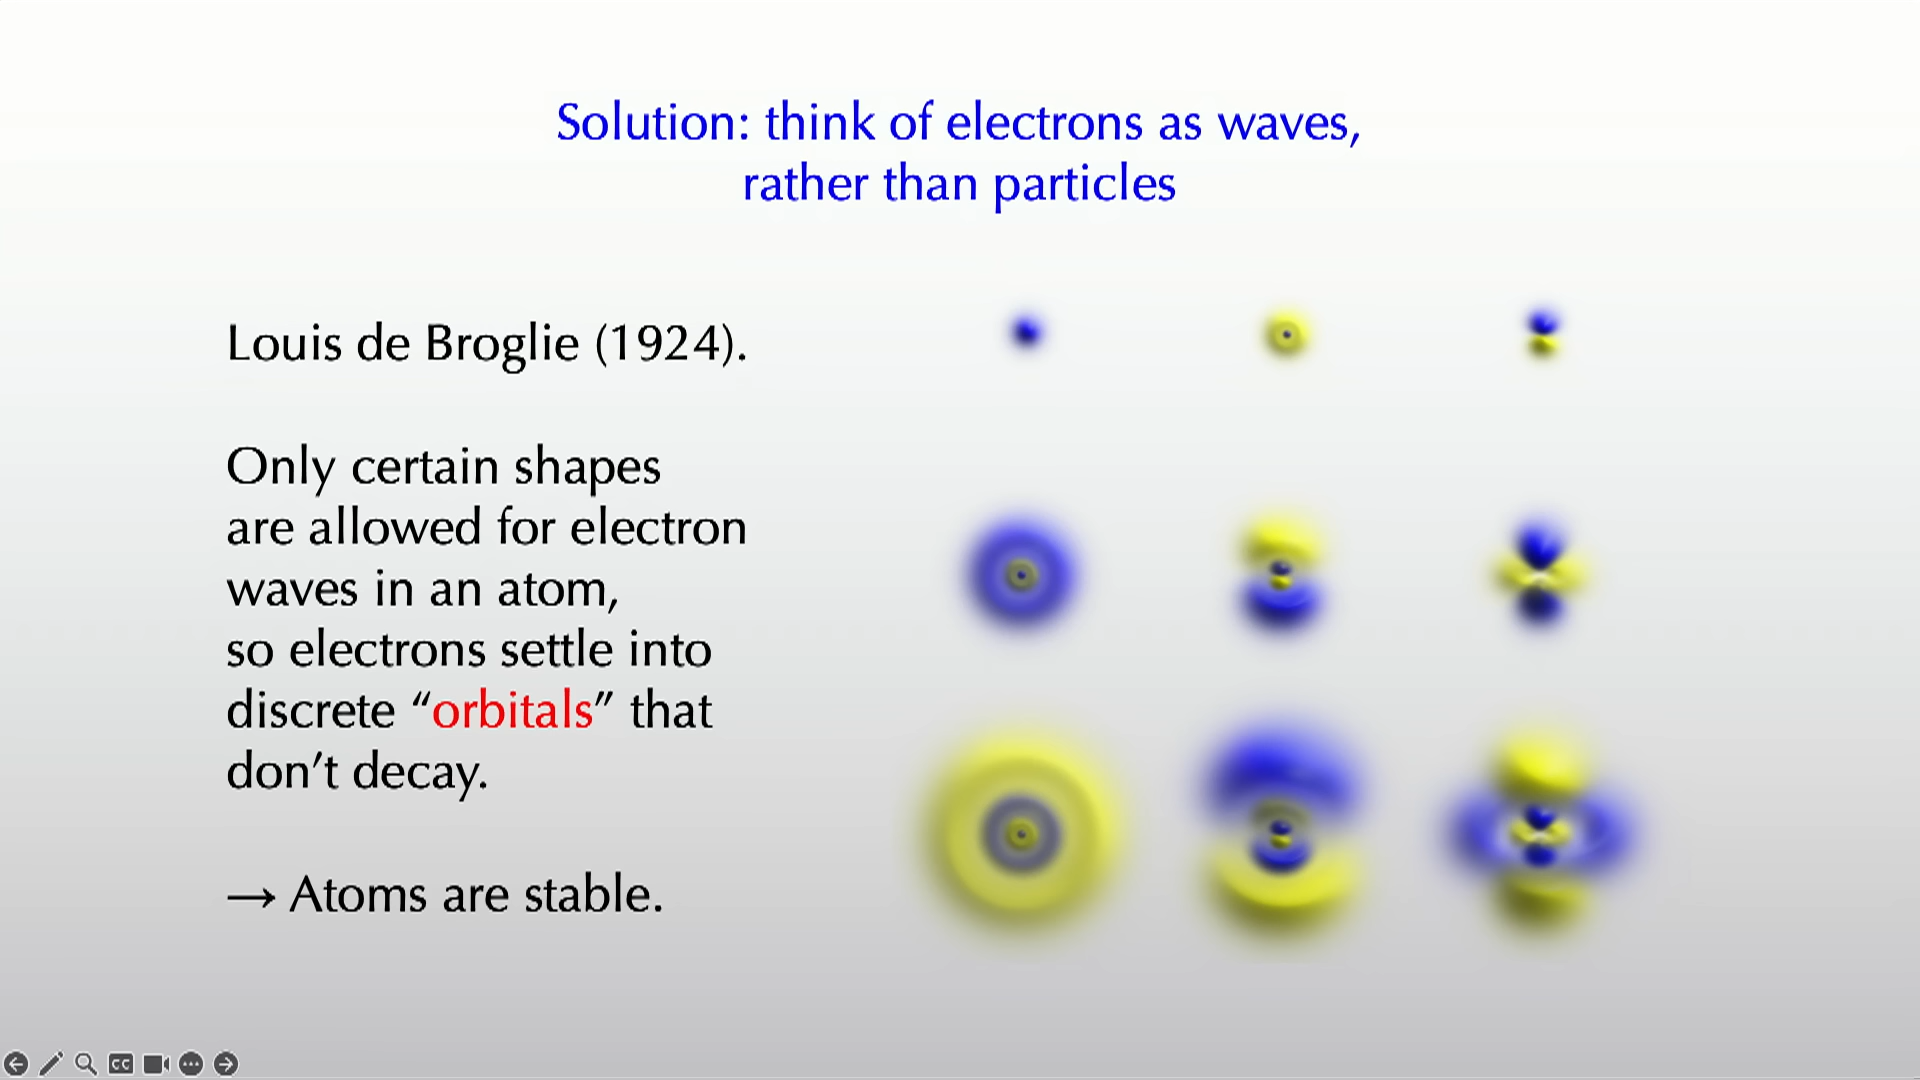 Solution: think of electrons as waves,
rather than particles
Louis de Broglie (1924).
Only certain shapes
are allowed for electron
waves in an atom,
so electrons settle into
discrete “orbitals” that
don’t decay.
→ Atoms are stable.
CC